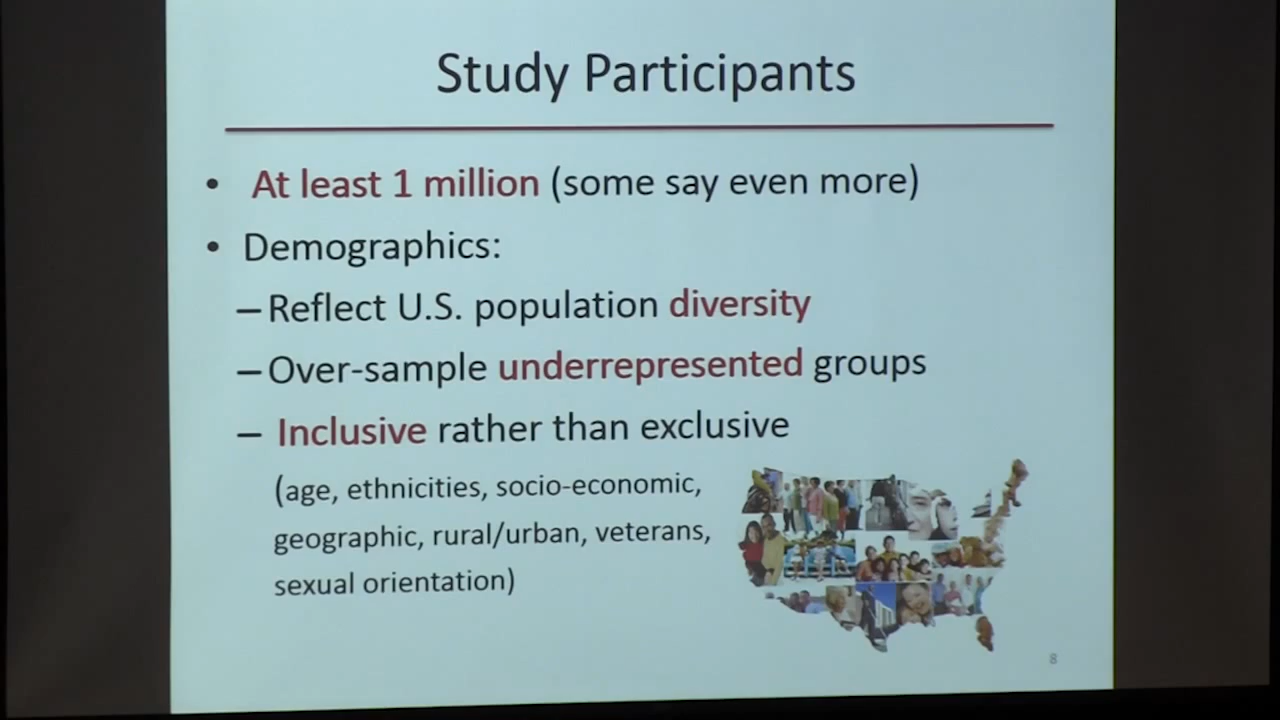 Study Participants
• At least 1 million (some say even more)
• Demographics:
– Reflect U.S. population diversity
– Over-sample underrepresented groups
– Inclusive rather than exclusive
(age, ethnicities, socio-economic,
geographic, rural/urban, veterans,
sexual orientation)
8